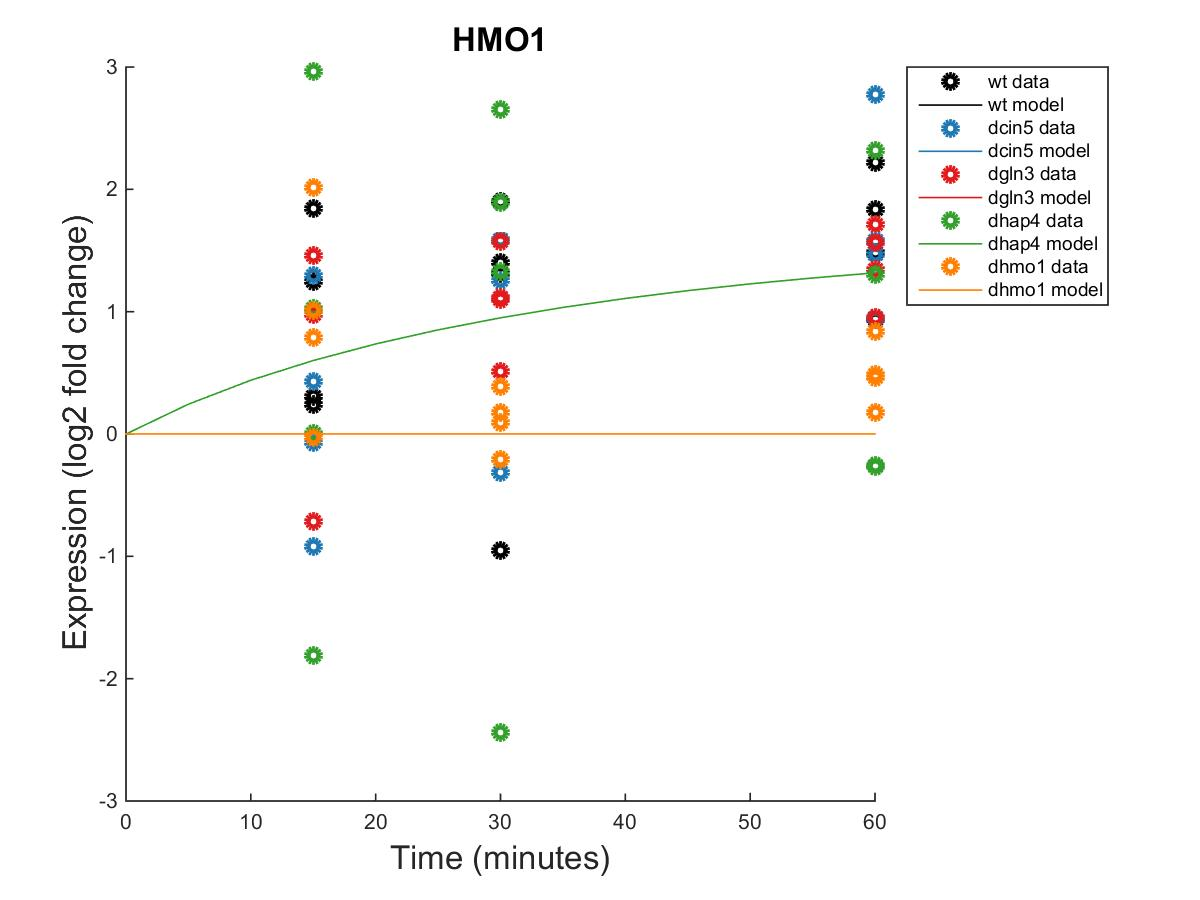 HMO1
3
2
1
0
-1
-2
-3
Expression (log2 fold change)
0 10 20 30 40 50 60
Time (minutes)
wt data
wt model
dcin5 data
dcin5 model
dgln3 data
dgln3 model
dhap4 data
dhap4 model
dhmo1 data
dhmo1 model